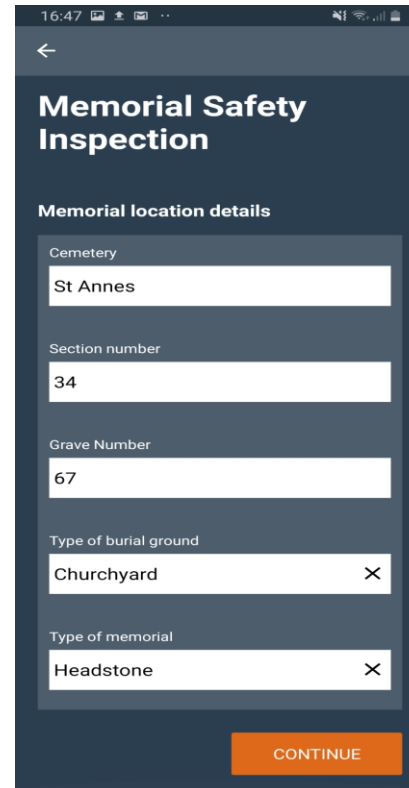 16:47
Memorial Safety
Inspection
Memorial location details
Cemetery
St Annes
Section number
34
Grave Number
67
Type of burial ground
Churchyard
Type of memorial
Headstone
CONTINUE